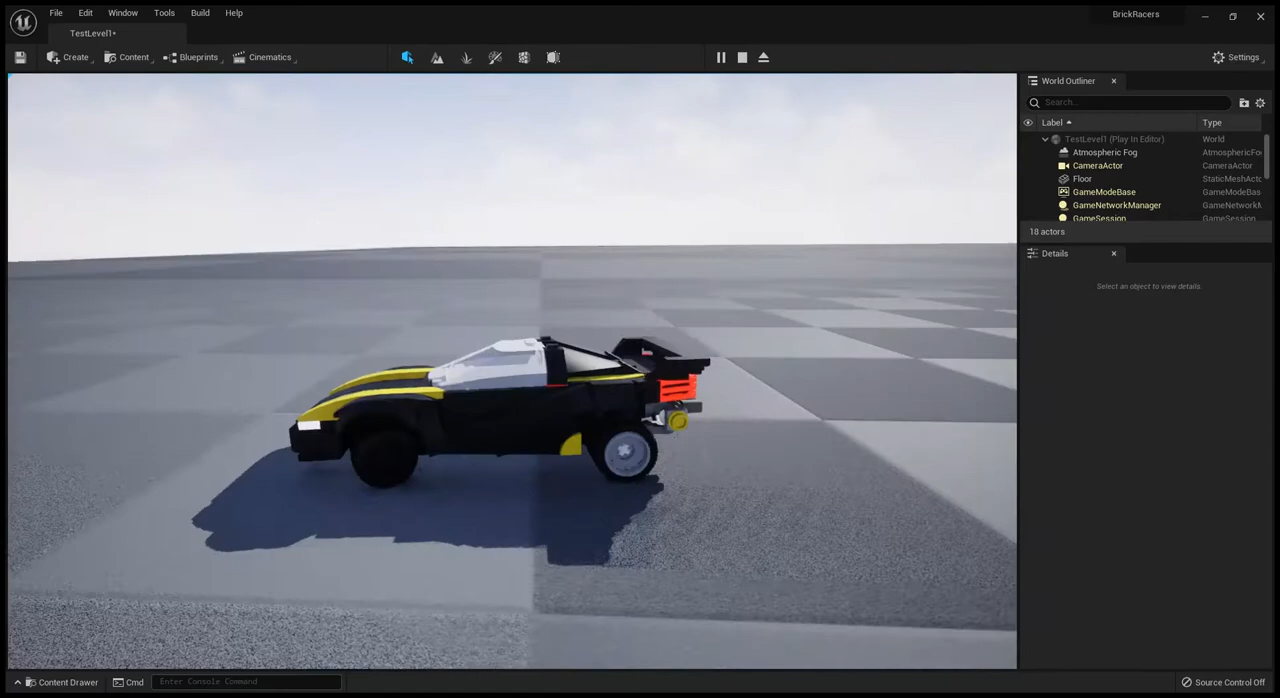 File Edit Window Tools Build Help
BrickRacers
TestLevel1•
Create Content Blueprints Cinematics
Settings
World Outliner
Search...
Label Type
TestLevel1 (Play In Editor) World
Atmospheric Fog AtmosphericFo
CameraActor CameraActor
Floor StaticMeshActo
GameModeBase GameModeBas
GameNetworkManager GameNetworkM
GameSession GameSession
18 actors
Details
Select an object to view details.
Content Drawer Cmd Enter Console Command Source Control Off